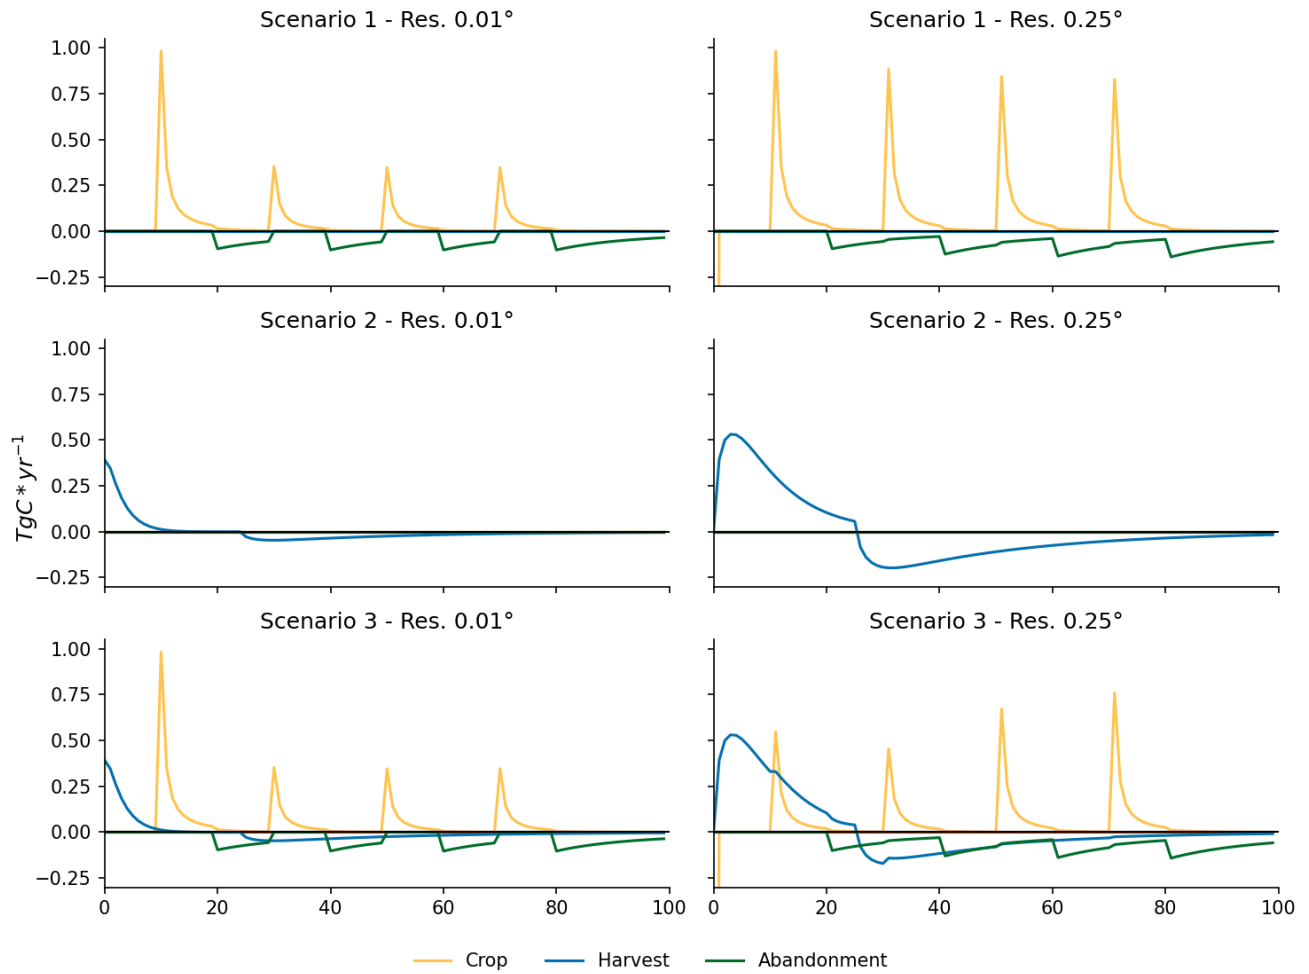 Scenario 1 - Res. 0.01°
Scenario 1 - Res. 0.25°
1.00
0.75
0.50
0.25
0.00
−0.25
Scenario 2 - Res. 0.01°
Scenario 2 - Res. 0.25°
TgC * yr⁻¹
1.00
0.75
0.50
0.25
0.00
−0.25
Scenario 3 - Res. 0.01°
Scenario 3 - Res. 0.25°
1.00
0.75
0.50
0.25
0.00
−0.25
0 20 40 60 80 100
0 20 40 60 80 100
Crop Harvest Abandonment